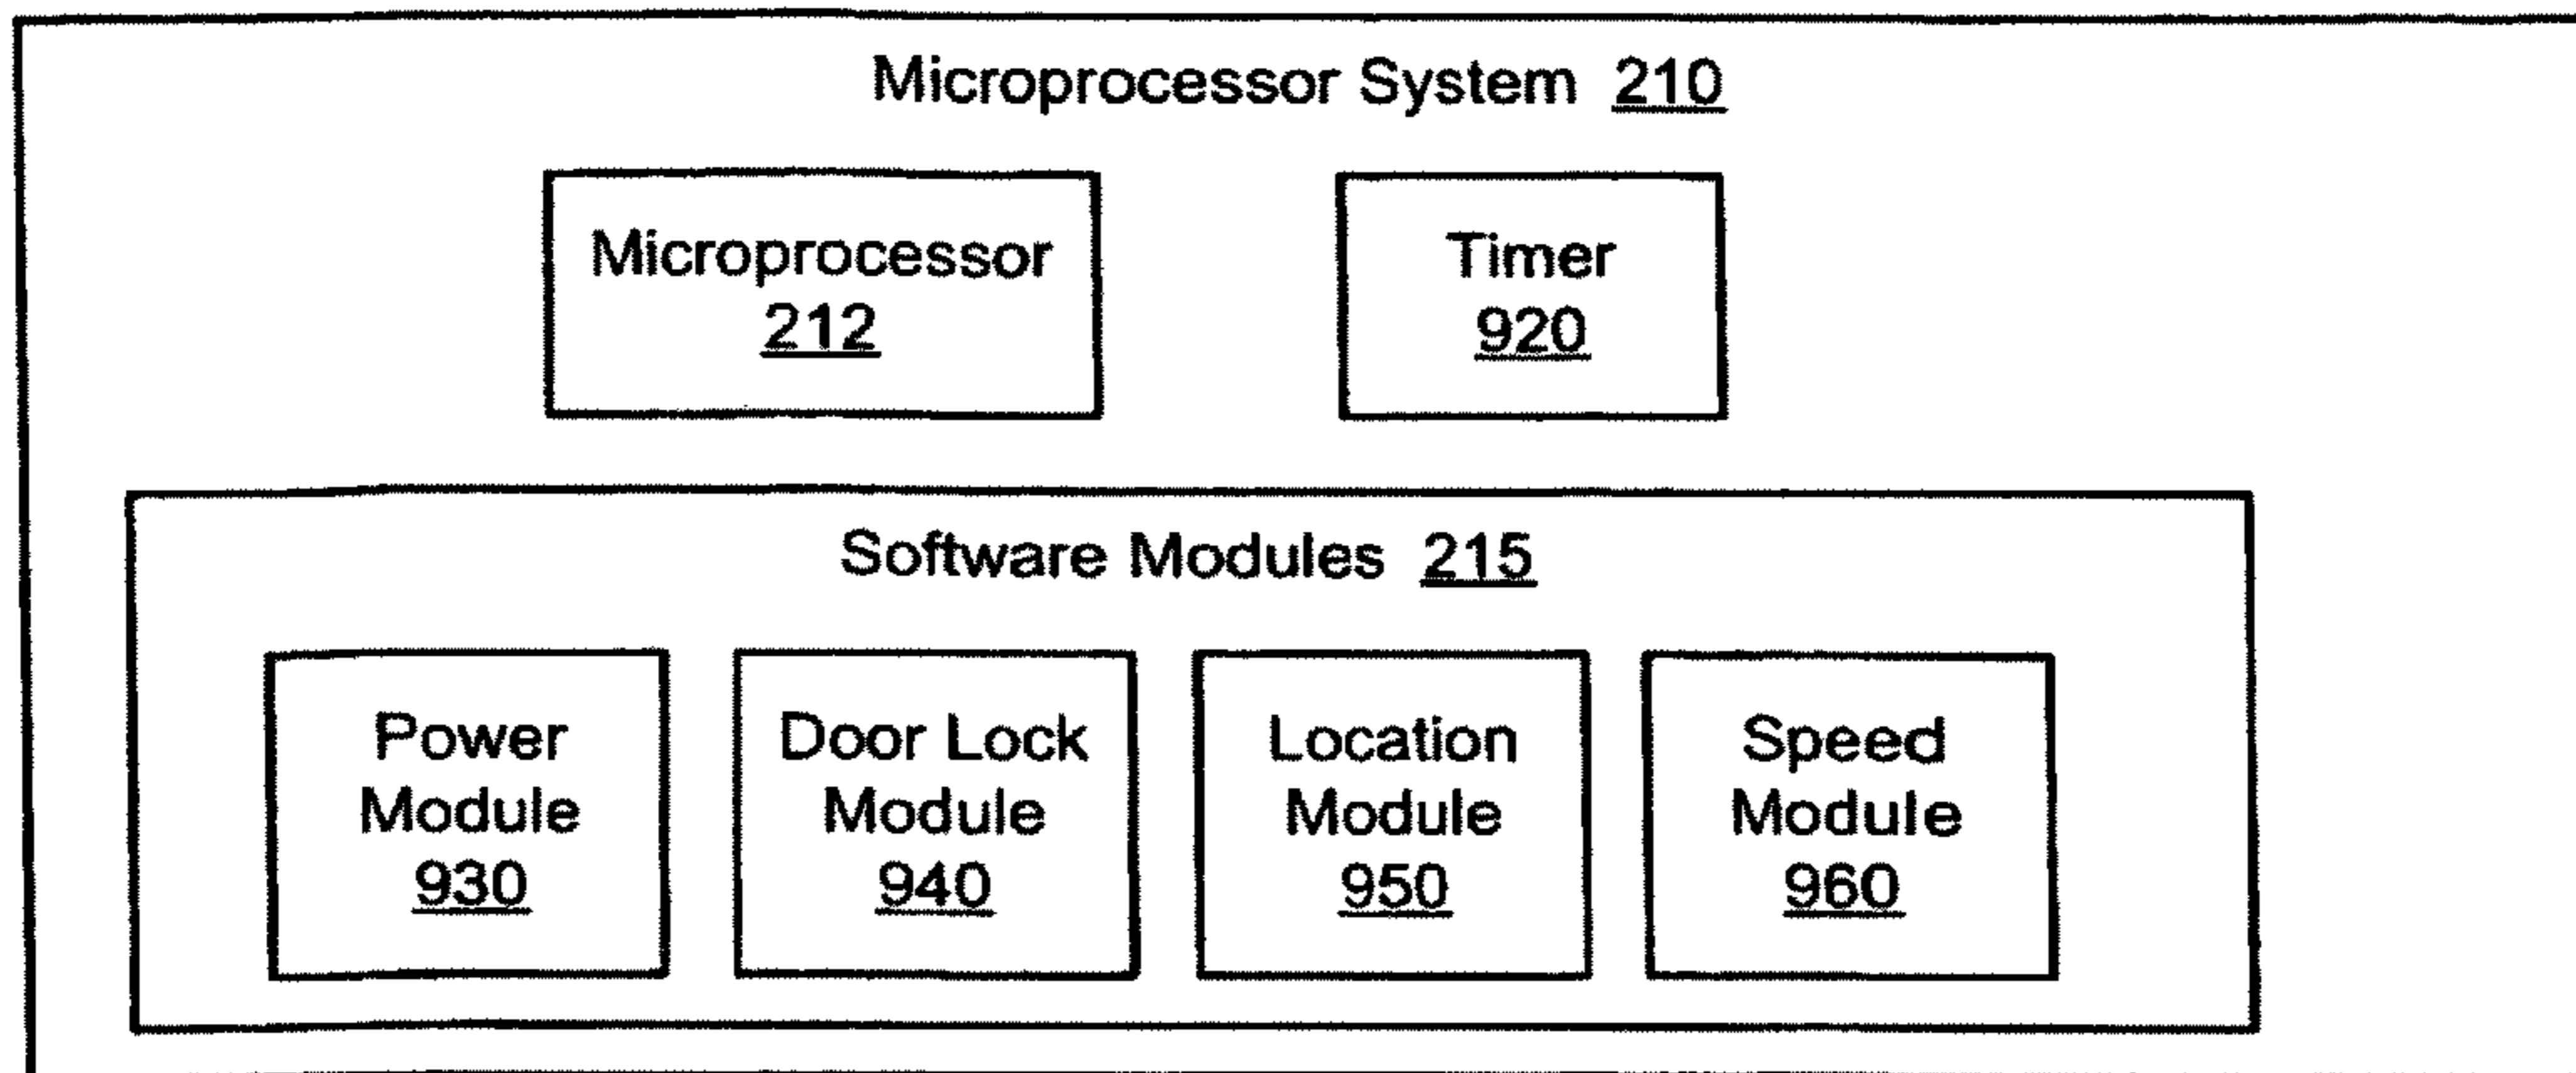 Microprocessor System 210
Microprocessor
212
Timer
920
Software Modules 215
Power
Module
930
Door Lock
Module
940
Location
Module
950
Speed
Module
960